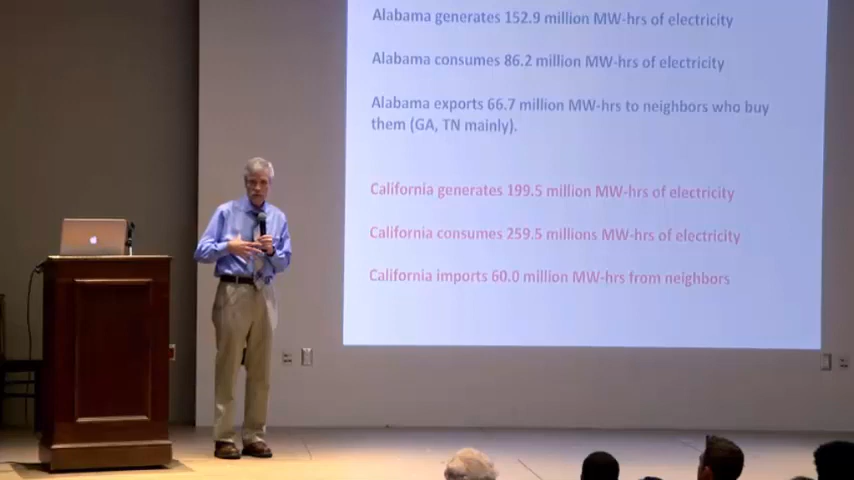 Alabama generates 152.9 million MW-hrs of electricity
Alabama consumes 86.2 million MW-hrs of electricity
Alabama exports 66.7 million MW-hrs to neighbors who buy
them (GA, TN mainly).
California generates 199.5 million MW-hrs of electricity
California consumes 259.5 millions MW-hrs of electricity
California imports 60.0 million MW-hrs from neighbors